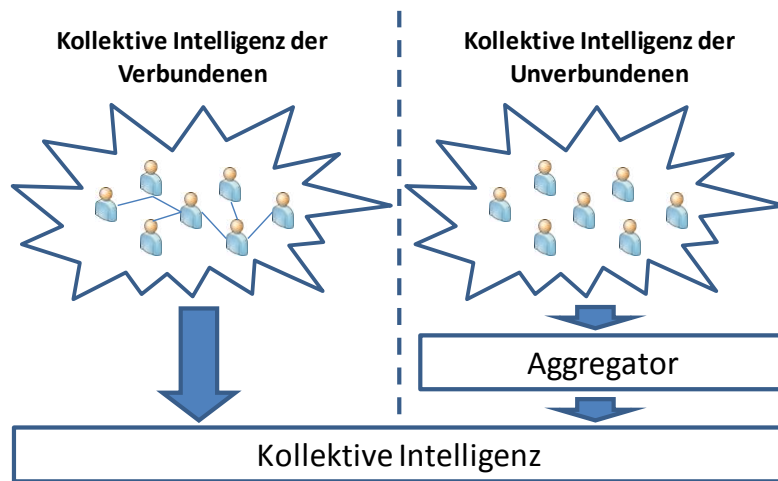 Kollektive Intelligenz der
Verbundenen
Kollektive Intelligenz der
Unverbundenen
Aggregator
Kollektive Intelligenz